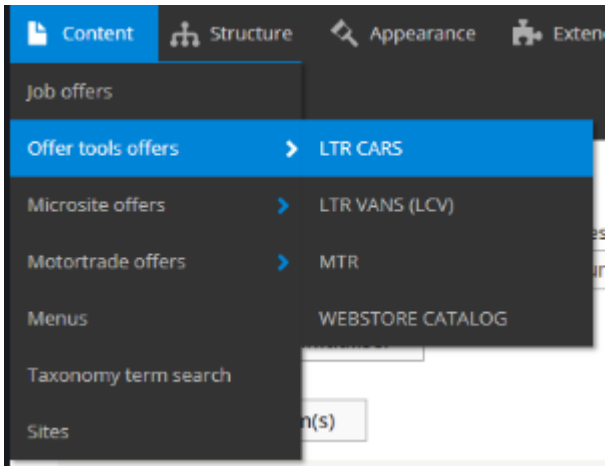 Content
Structure
Appearance
Job offers
Offer tools offers
LTR CARS
Microsite offers
LTR VANS (LCV)
Motortrade offers
MTR
Menus
WEBSTORE CATALOG
Taxonomy term search
Sites